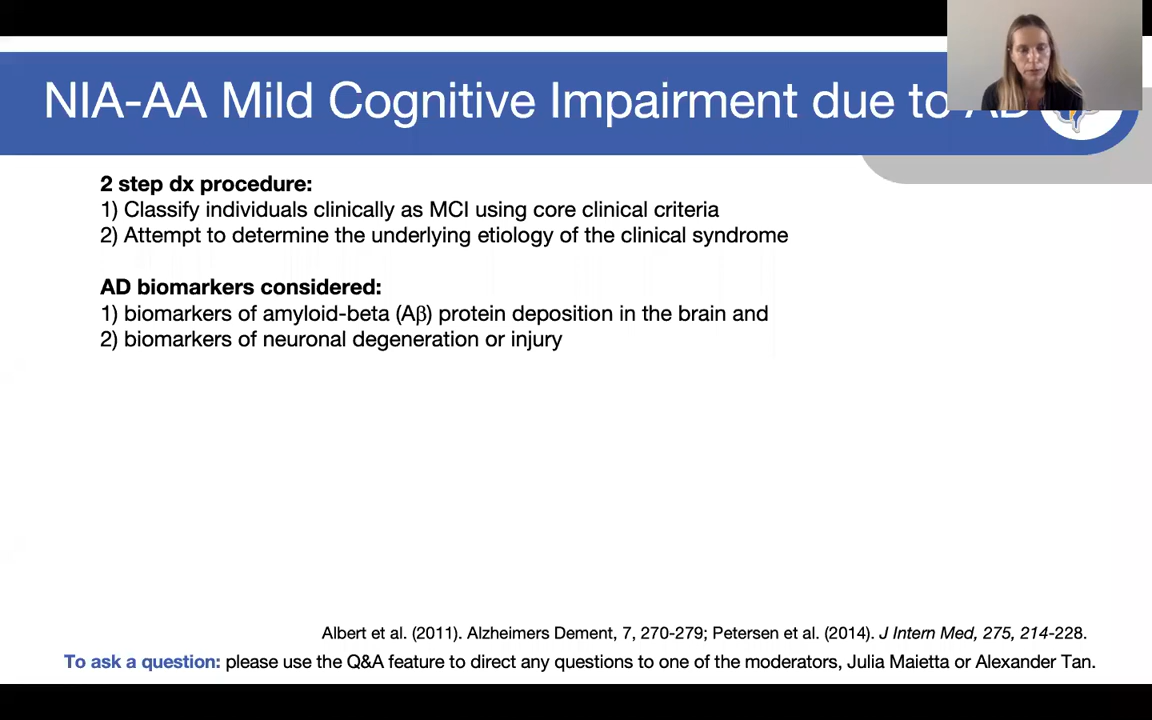 NIA-AA Mild Cognitive Impairment due to AD
2 step dx procedure:
1) Classify individuals clinically as MCI using core clinical criteria
2) Attempt to determine the underlying etiology of the clinical syndrome
AD biomarkers considered:
1) biomarkers of amyloid-beta (Aβ) protein deposition in the brain and
2) biomarkers of neuronal degeneration or injury
Albert et al. (2011). Alzheimers Dement, 7, 270-279; Petersen et al. (2014). J Intern Med, 275, 214-228.
To ask a question: please use the Q&A feature to direct any questions to one of the moderators, Julia Maietta or Alexander Tan.